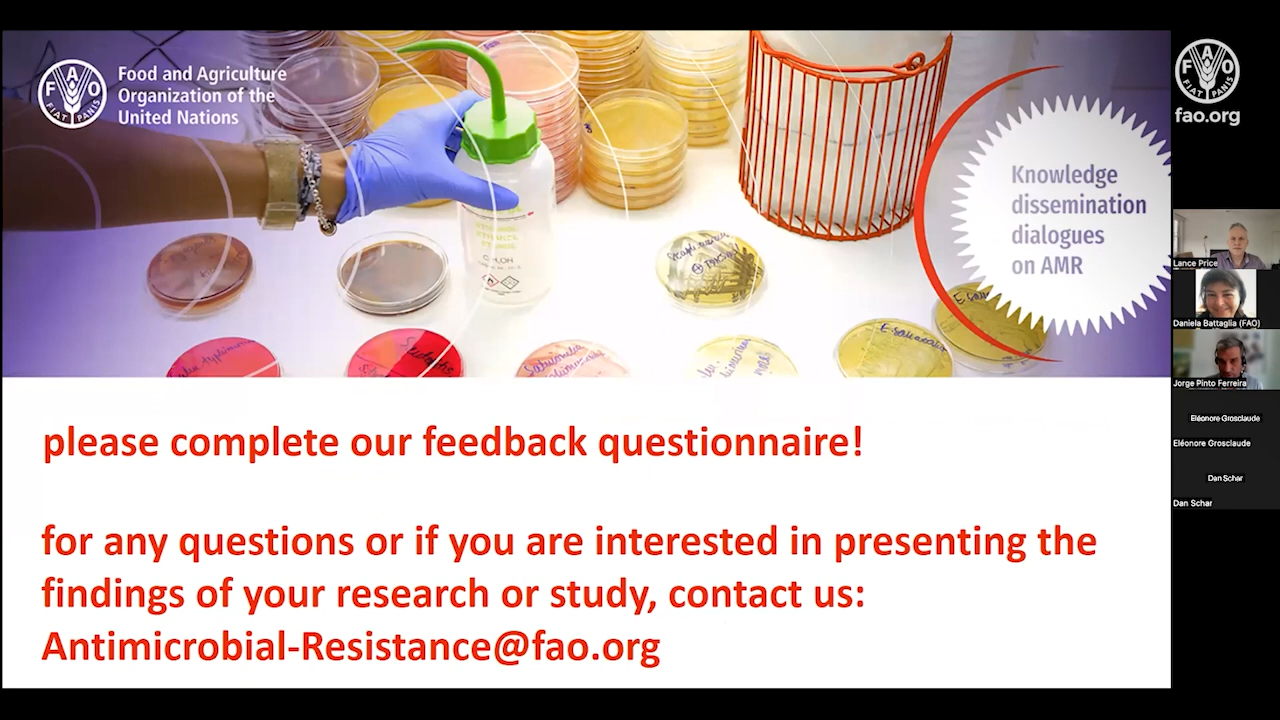 FAO
FIAT PANIS
Food and Agriculture
Organization of the
United Nations
Knowledge
dissemination
dialogues
on AMR
FAO
FIAT PANIS
fao.org
Lance Price
Daniela Battaglia (FAO)
Jorge Pinto Ferreira
Eléonore Grosclaude
Eléonore Grosclaude
Dan Schar
Dan Schar
please complete our feedback questionnaire!
for any questions or if you are interested in presenting the
findings of your research or study, contact us:
Antimicrobial-Resistance@fao.org